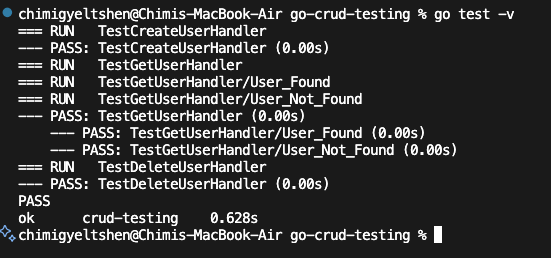 chimigyeltshen@Chimis-MacBook-Air go-crud-testing % go test -v
=== RUN   TestCreateUserHandler
--- PASS: TestCreateUserHandler (0.00s)
=== RUN   TestGetUserHandler
=== RUN   TestGetUserHandler/User_Found
=== RUN   TestGetUserHandler/User_Not_Found
--- PASS: TestGetUserHandler (0.00s)
    --- PASS: TestGetUserHandler/User_Found (0.00s)
    --- PASS: TestGetUserHandler/User_Not_Found (0.00s)
=== RUN   TestDeleteUserHandler
--- PASS: TestDeleteUserHandler (0.00s)
PASS
ok      crud-testing    0.628s
chimigyeltshen@Chimis-MacBook-Air go-crud-testing %